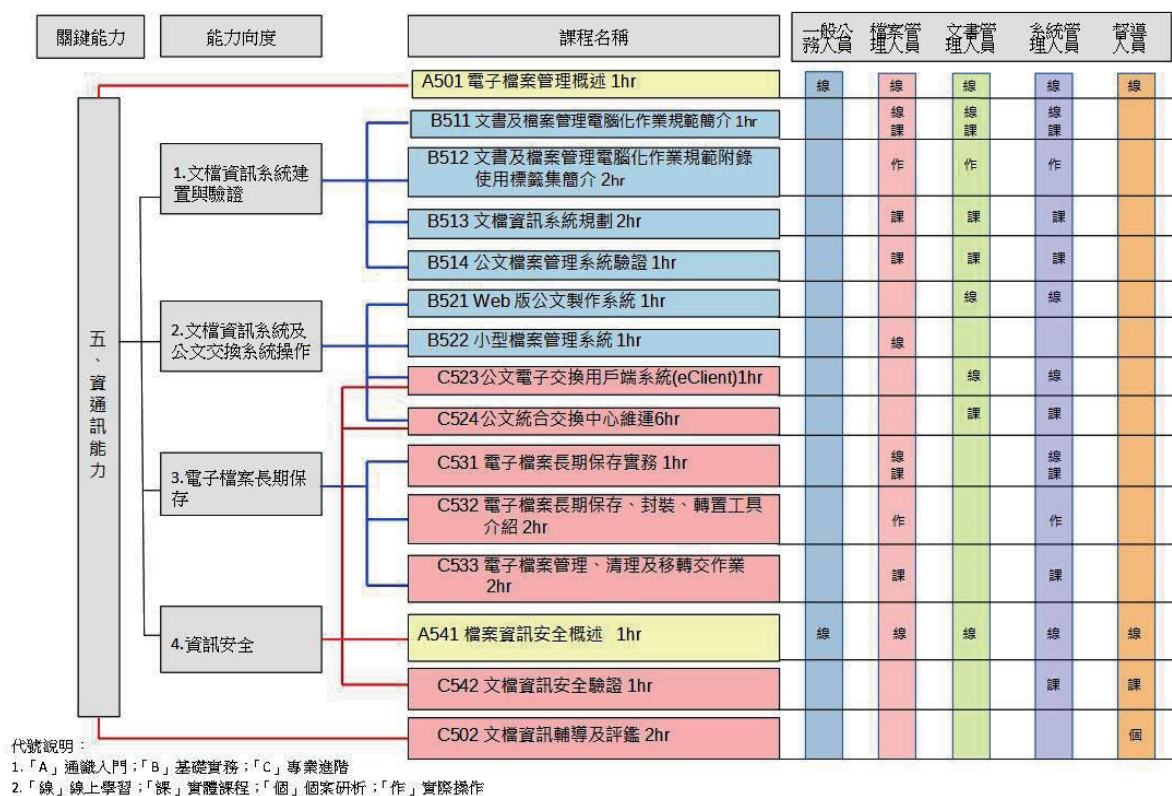 關鍵能力 能力向度 課程名稱 一般公務人員 檔案管理人員 文書管理人員 系統管理人員 督導人員
五、資通訊能力
A501 電子檔案管理概述 1hr 線 線 線 線 線
1.文檔資訊系統建
置與驗證
B511 文書及檔案管理電腦化作業規範簡介 1hr 線課 線課 線課
B512 文書及檔案管理電腦化作業規範附錄
使用標籤集簡介 2hr 作 作 作
B513 文檔資訊系統規劃 2hr 課 課 課
B514 公文檔案管理系統驗證 1hr 課 課 課
2.文檔資訊系統及
公文交換系統操作
B521 Web 版公文製作系統 1hr 線 線
B522 小型檔案管理系統 1hr 線
C523公文電子交換用戶端系統(eClient)1hr 線 線
C524公文統合交換中心維運6hr 課 課
3.電子檔案長期保
存
C531 電子檔案長期保存實務 1hr 線課 線課
C532 電子檔案長期保存、封裝、轉置工具
介紹 2hr 作 作
C533 電子檔案管理、清理及移轉交作業
2hr 課 課
4.資訊安全
A541 檔案資訊安全概述 1hr 線 線 線 線 線
C542 文檔資訊安全驗證 1hr 課 課
C502 文檔資訊輔導及評鑑 2hr 個
代號說明：
1.「A」通識入門；「B」基礎實務；「C」專業進階
2.「線」線上學習；「課」實體課程；「個」個案研析；「作」實際操作